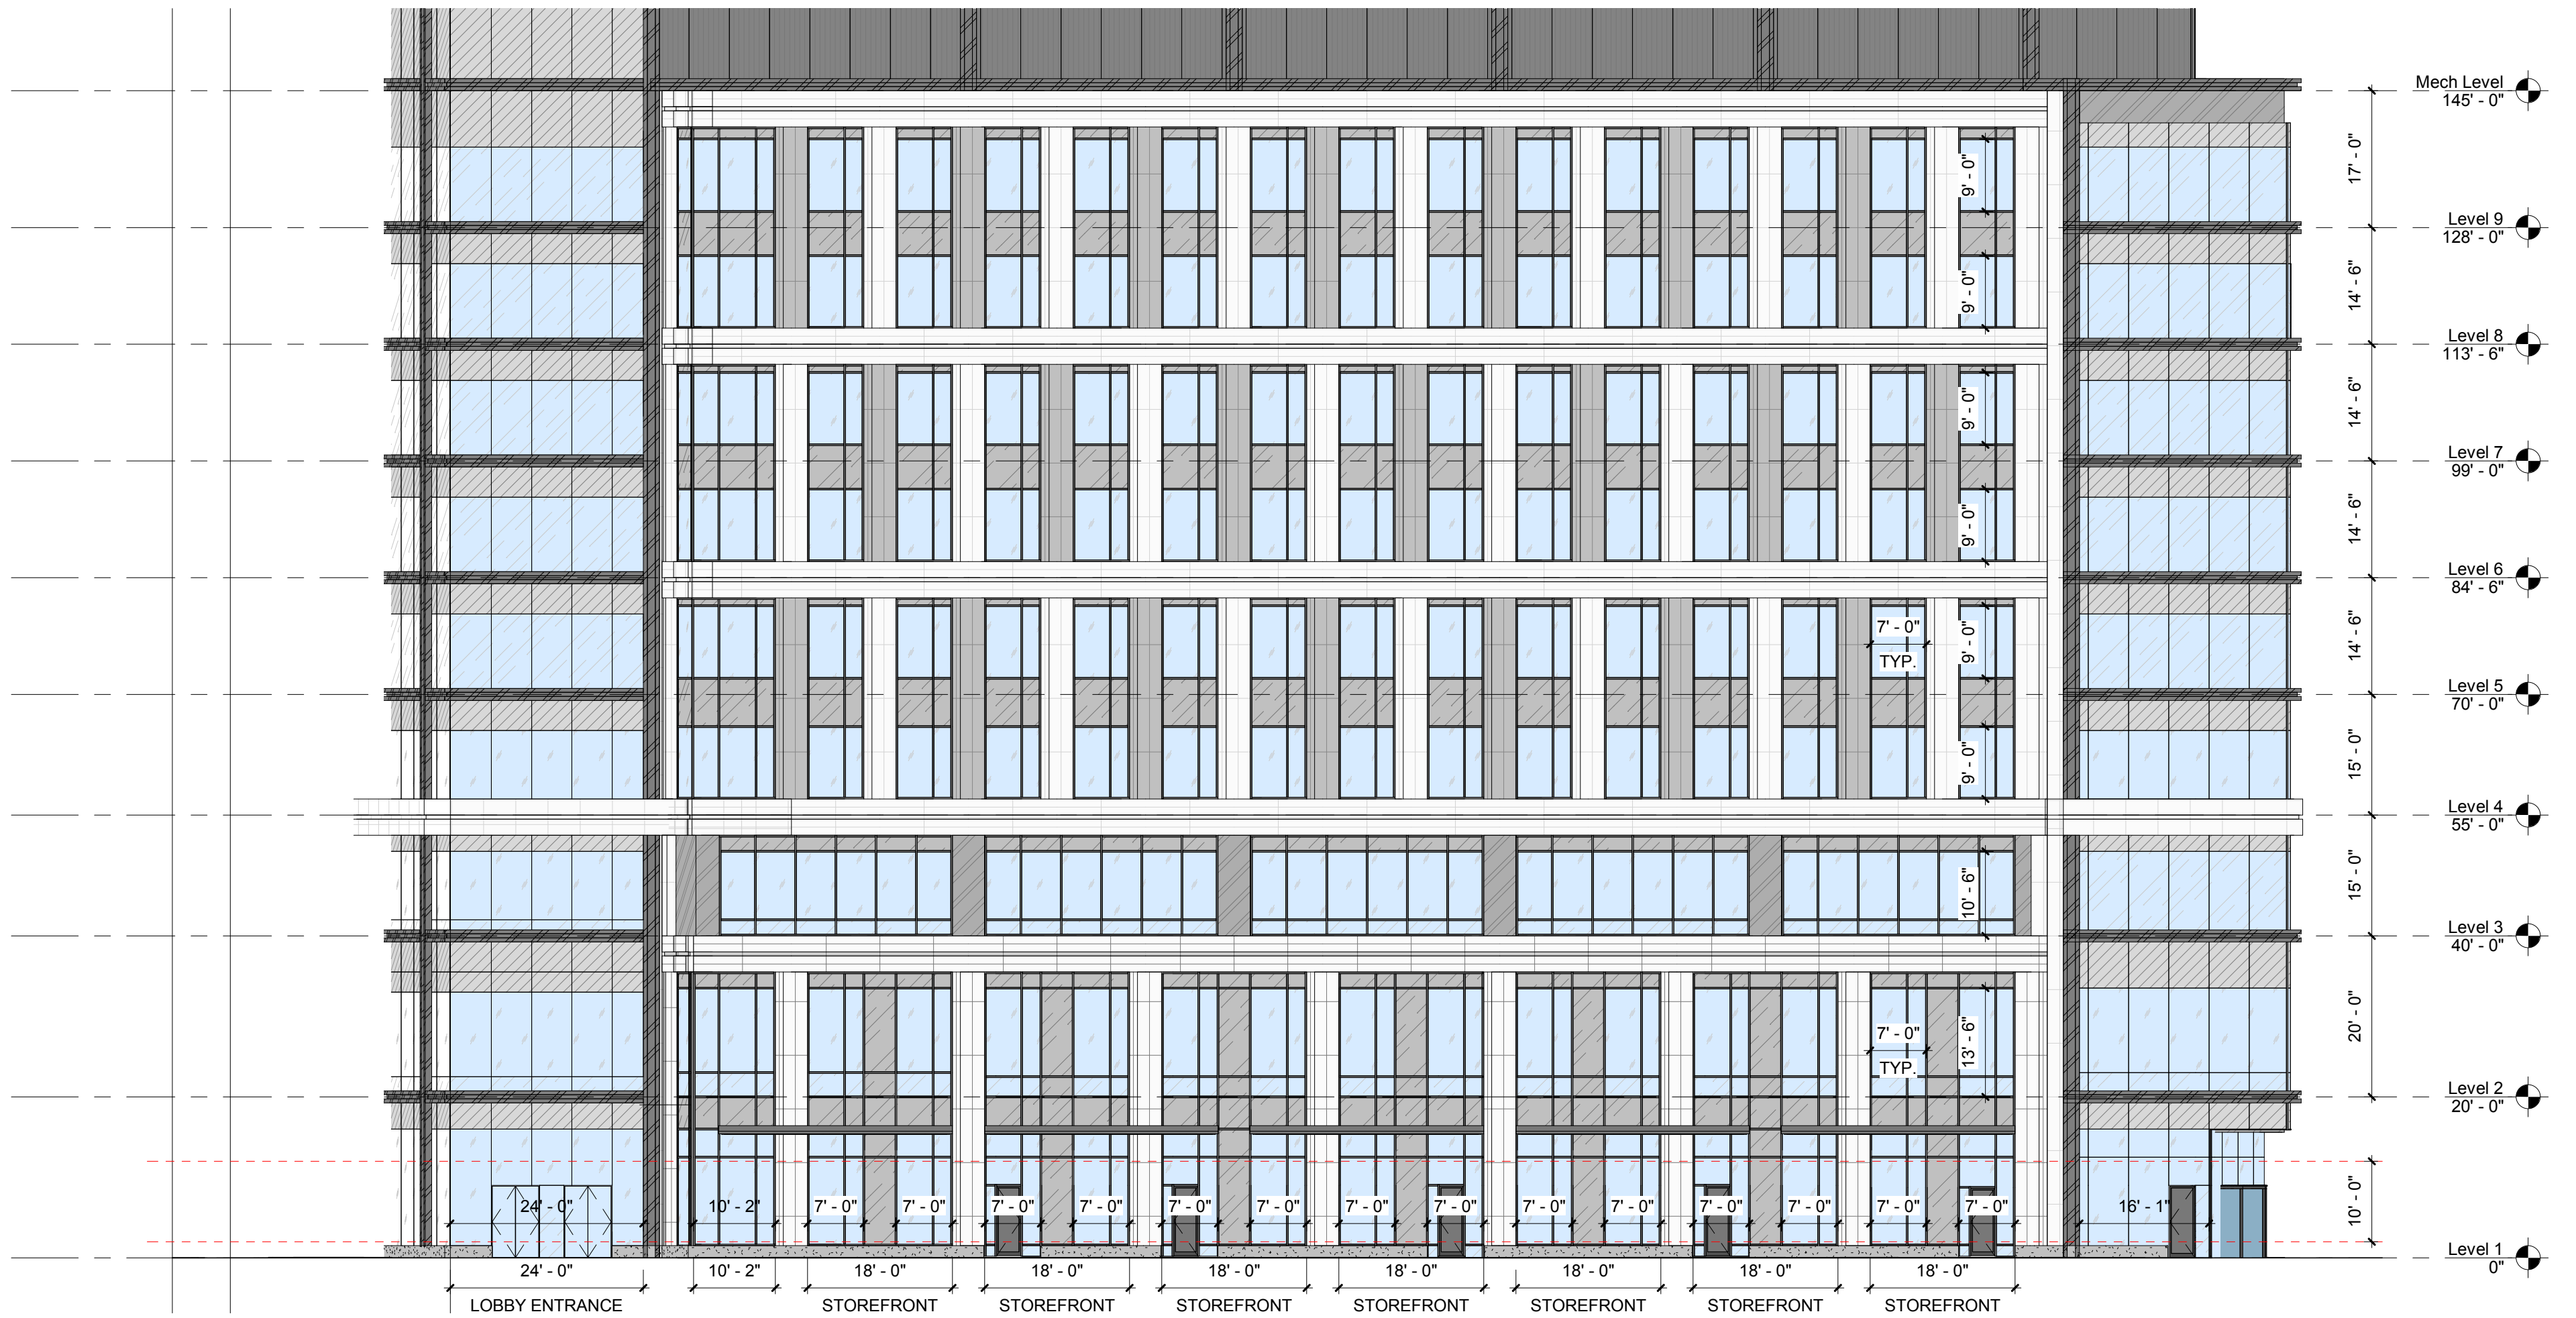 Mech Level
145' - 0"
17' - 0"
9' - 0"
Level 9
128' - 0"
9' - 0"
14' - 6"
Level 8
113' - 6"
9' - 0"
14' - 6"
Level 7
99' - 0"
9' - 0"
14' - 6"
Level 6
84' - 6"
7' - 0"
TYP.
9' - 0"
14' - 6"
Level 5
70' - 0"
9' - 0"
15' - 0"
Level 4
55' - 0"
10' - 6"
15' - 0"
Level 3
40' - 0"
7' - 0"
TYP.
13' - 6"
20' - 0"
Level 2
20' - 0"
24' - 0" 10' - 2" 7' - 0" 7' - 0" 7' - 0" 7' - 0" 7' - 0" 7' - 0" 7' - 0" 7' - 0" 7' - 0" 7' - 0" 7' - 0" 7' - 0" 7' - 0" 7' - 0" 16' - 1"
10' - 0"
Level 1
0"
24' - 0" 10' - 2" 18' - 0" 18' - 0" 18' - 0" 18' - 0" 18' - 0" 18' - 0" 18' - 0"
LOBBY ENTRANCE STOREFRONT STOREFRONT STOREFRONT STOREFRONT STOREFRONT STOREFRONT STOREFRONT